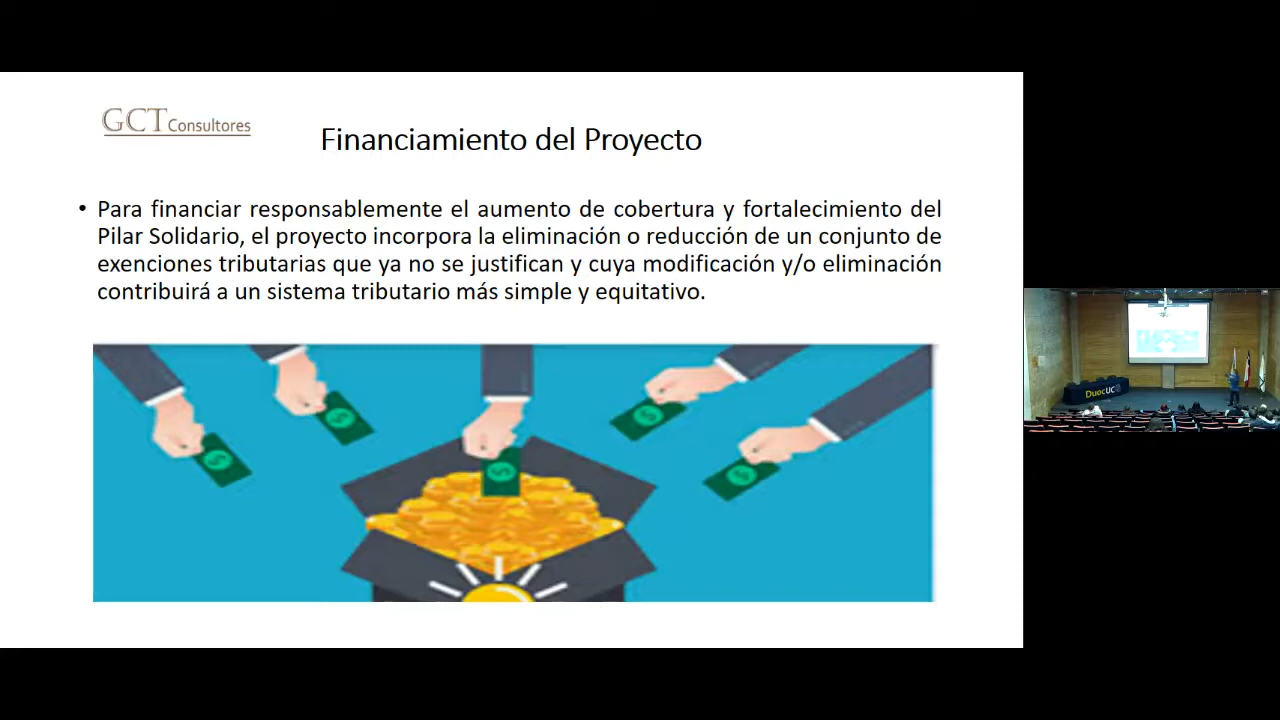 GCT Consultores
Financiamiento del Proyecto
• Para financiar responsablemente el aumento de cobertura y fortalecimiento del
Pilar Solidario, el proyecto incorpora la eliminación o reducción de un conjunto de
exenciones tributarias que ya no se justifican y cuya modificación y/o eliminación
contribuirá a un sistema tributario más simple y equitativo.
$
$
$
$
$
DuocUC